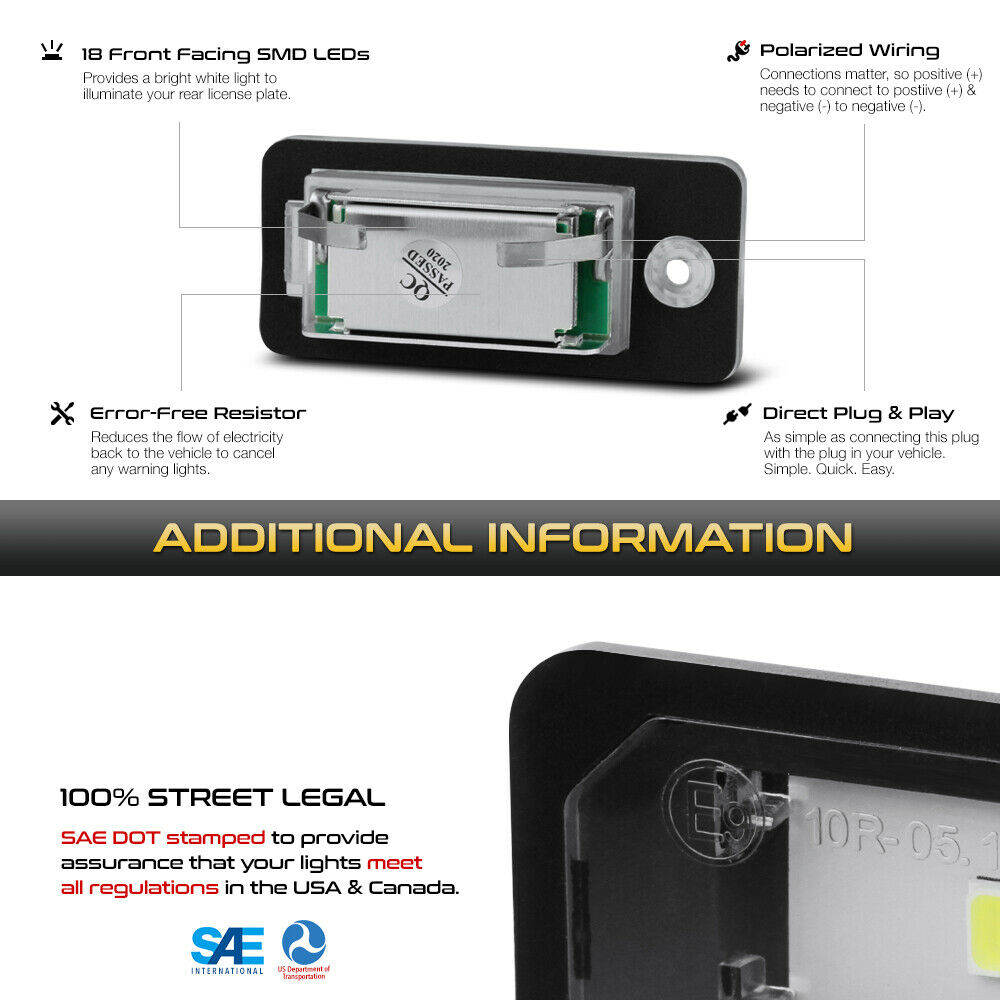 18 Front Facing SMD LEDs
Provides a bright white light to
illuminate your rear license plate.
Polarized Wiring
Connections matter, so positive (+)
needs to connect to postiive (+) &
negative (-) to negative (-).
QC
PASSED
2020
Error-Free Resistor
Reduces the flow of electricity
back to the vehicle to cancel
any warning lights.
Direct Plug & Play
As simple as connecting this plug
with the plug in your vehicle.
Simple. Quick. Easy.
ADDITIONAL INFORMATION
100% STREET LEGAL
SAE DOT stamped to provide
assurance that your lights meet
all regulations in the USA & Canada.
SAE
INTERNATIONAL
US Department of
Transportation
E9
10R-05.1